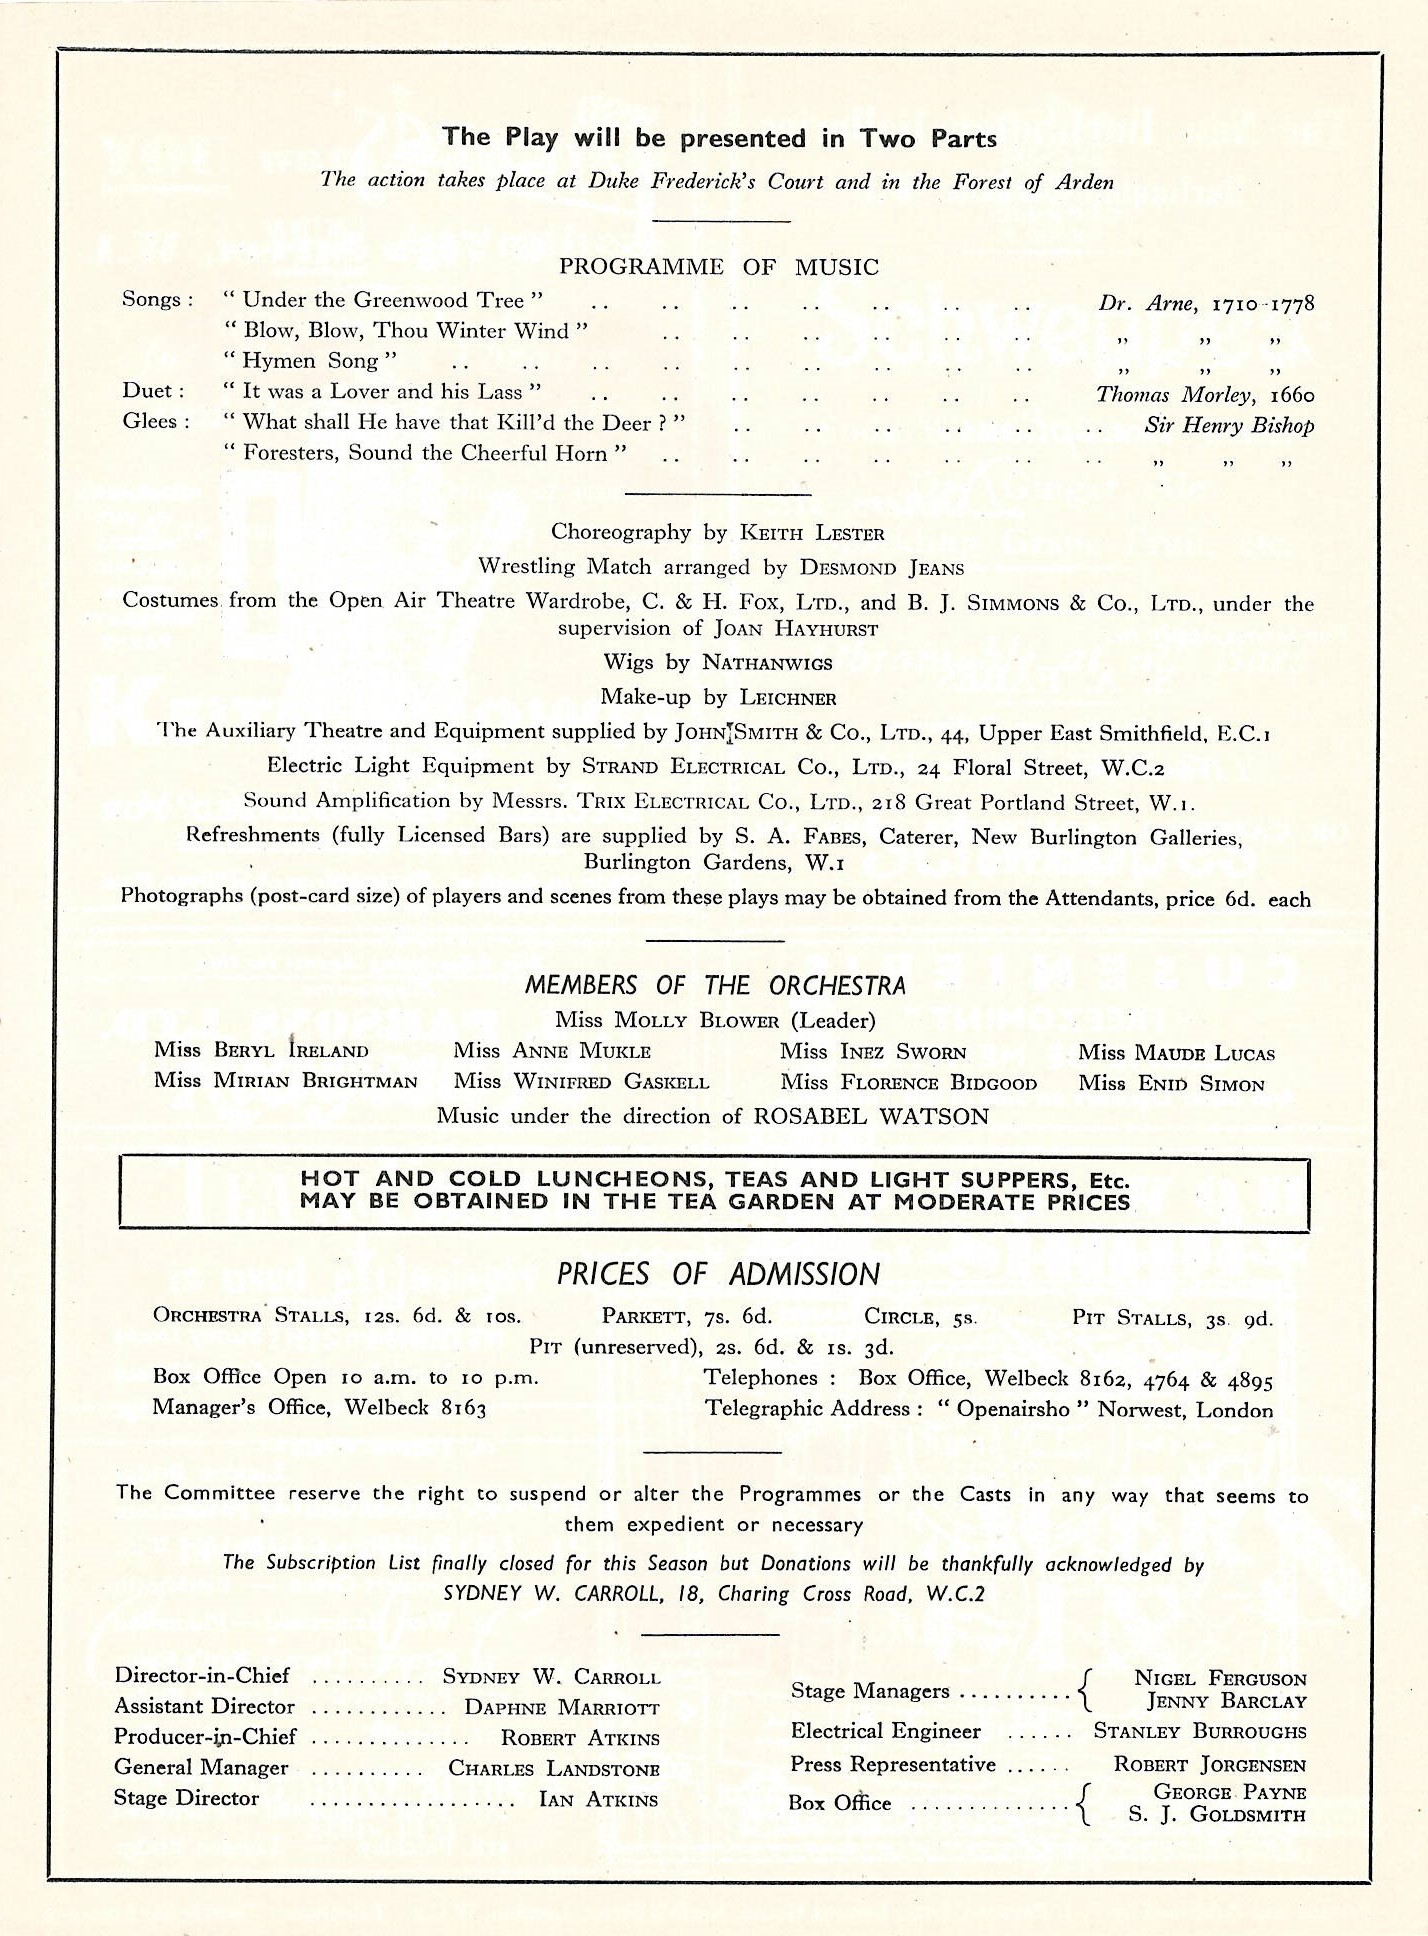 The Play will be presented in Two Parts
The action takes place at Duke Frederick's Court and in the Forest of Arden
PROGRAMME OF MUSIC
Songs : “ Under the Greenwood Tree ” .. .. .. .. .. .. .. Dr. Arne, 1710-1778
“ Blow, Blow, Thou Winter Wind ” .. .. .. .. .. .. ,, ,, ,,
“ Hymen Song ” .. .. .. .. .. .. .. .. .. ,, ,, ,,
Duet : “ It was a Lover and his Lass ” .. .. .. .. .. .. .. Thomas Morley, 1660
Glees : “ What shall He have that Kill'd the Deer ? ” .. .. .. .. .. .. Sir Henry Bishop
“ Foresters, Sound the Cheerful Horn ” .. .. .. .. .. .. .. ,, ,, ,,
Choreography by KEITH LESTER
Wrestling Match arranged by DESMOND JEANS
Costumes from the Open Air Theatre Wardrobe, C. & H. FOX, LTD., and B. J. SIMMONS & CO., LTD., under the
supervision of JOAN HAYHURST
Wigs by NATHANWIGS
Make-up by LEICHNER
The Auxiliary Theatre and Equipment supplied by JOHN SMITH & CO., LTD., 44, Upper East Smithfield, E.C.1
Electric Light Equipment by STRAND ELECTRICAL CO., LTD., 24 Floral Street, W.C.2
Sound Amplification by Messrs. TRIX ELECTRICAL CO., LTD., 218 Great Portland Street, W.1.
Refreshments (fully Licensed Bars) are supplied by S. A. FABES, Caterer, New Burlington Galleries,
Burlington Gardens, W.1
Photographs (post-card size) of players and scenes from these plays may be obtained from the Attendants, price 6d. each
MEMBERS OF THE ORCHESTRA
Miss MOLLY BLOWER (Leader)
Miss BERYL IRELAND Miss ANNE MUKLE Miss INEZ SWORN Miss MAUDE LUCAS
Miss MIRIAN BRIGHTMAN Miss WINIFRED GASKELL Miss FLORENCE BIDGOOD Miss ENID SIMON
Music under the direction of ROSABEL WATSON
HOT AND COLD LUNCHEONS, TEAS AND LIGHT SUPPERS, Etc.
MAY BE OBTAINED IN THE TEA GARDEN AT MODERATE PRICES
PRICES OF ADMISSION
ORCHESTRA STALLS, 12s. 6d. & 10s. PARKETT, 7s. 6d. CIRCLE, 5s. PIT STALLS, 3s. 9d.
PIT (unreserved), 2s. 6d. & 1s. 3d.
Box Office Open 10 a.m. to 10 p.m. Telephones : Box Office, Welbeck 8162, 4764 & 4895
Manager's Office, Welbeck 8163 Telegraphic Address : “ Openairsho ” Norwest, London
The Committee reserve the right to suspend or alter the Programmes or the Casts in any way that seems to
them expedient or necessary
The Subscription List finally closed for this Season but Donations will be thankfully acknowledged by
SYDNEY W. CARROLL, 18, Charing Cross Road, W.C.2
Director-in-Chief .......... SYDNEY W. CARROLL
Assistant Director ............ DAPHNE MARRIOTT
Producer-in-Chief .............. ROBERT ATKINS
General Manager .......... CHARLES LANDSTONE
Stage Director .................. IAN ATKINS
Stage Managers .......... { NIGEL FERGUSON
JENNY BARCLAY
Electrical Engineer ...... STANLEY BURROUGHS
Press Representative ...... ROBERT JORGENSEN
Box Office .............. { GEORGE PAYNE
S. J. GOLDSMITH